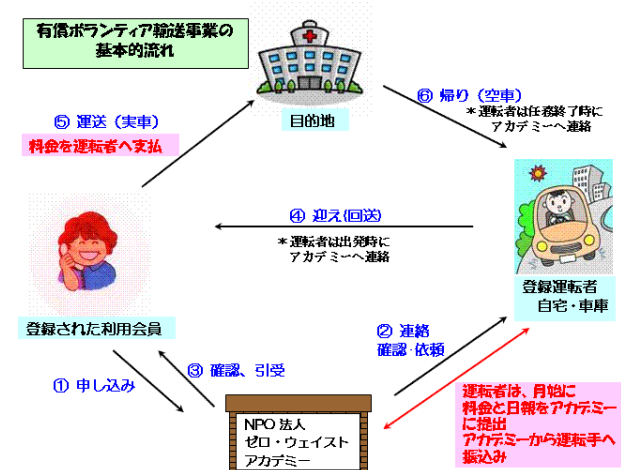 有償ボランティア輸送事業の
基本的流れ
目的地
⑥ 帰り（空車）
＊運転者は任務終了時に
アカデミーへ連絡
⑤ 運送（実車）
料金を運転者へ支払
④ 迎え(回送)
＊運転者は出発時に
アカデミーへ連絡
登録運転者
自宅・車庫
登録された利用会員
② 連絡
確認･依頼
③ 確認、引受
① 申し込み
運転者は、月始に
料金と日報をアカデミー
に提出
アカデミーから運転手へ
振込み
NPO 法人
ゼロ・ウェイスト
アカデミー